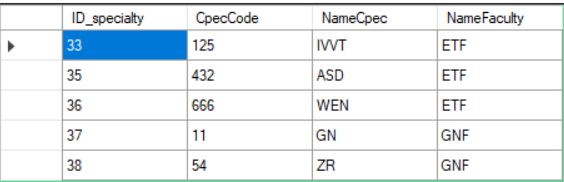 ID_specialty CpecCode NameCpec NameFaculty
33 125 IVVT ETF
35 432 ASD ETF
36 666 WEN ETF
37 11 GN GNF
38 54 ZR GNF